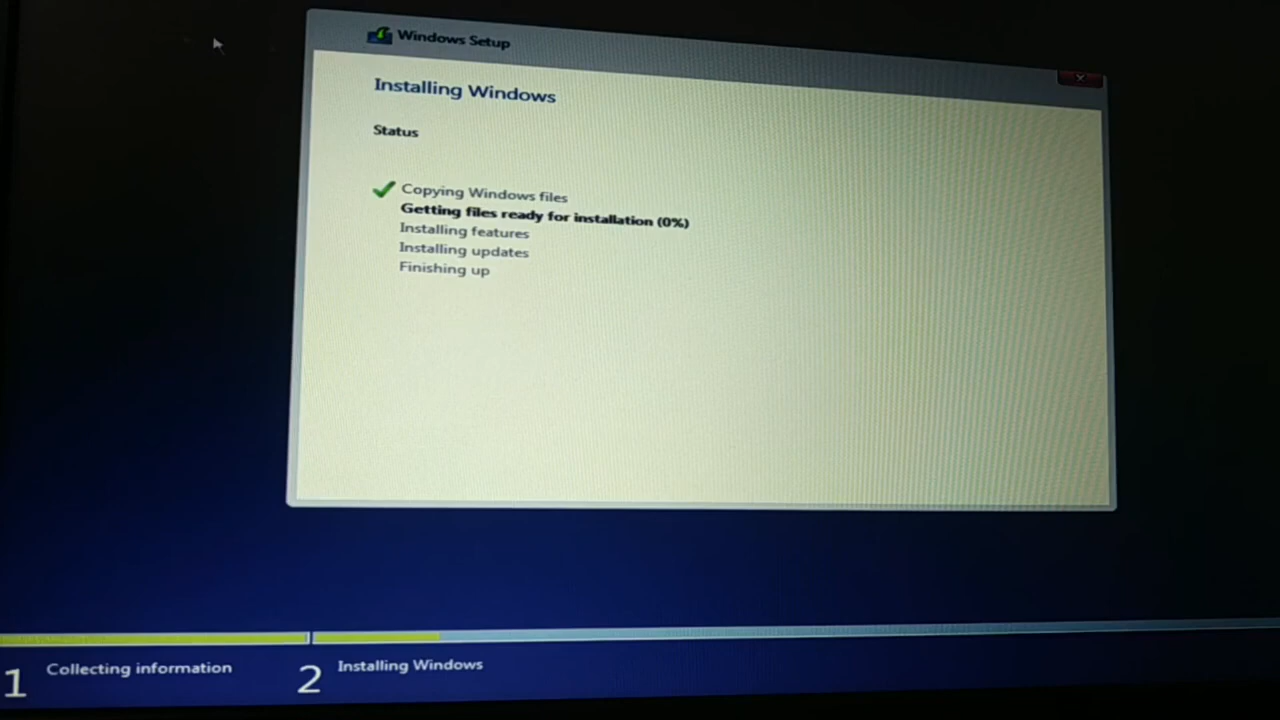 Windows Setup
Installing Windows
Status
Copying Windows files
Getting files ready for installation (0%)
Installing features
Installing updates
Finishing up
1 Collecting information
2 Installing Windows